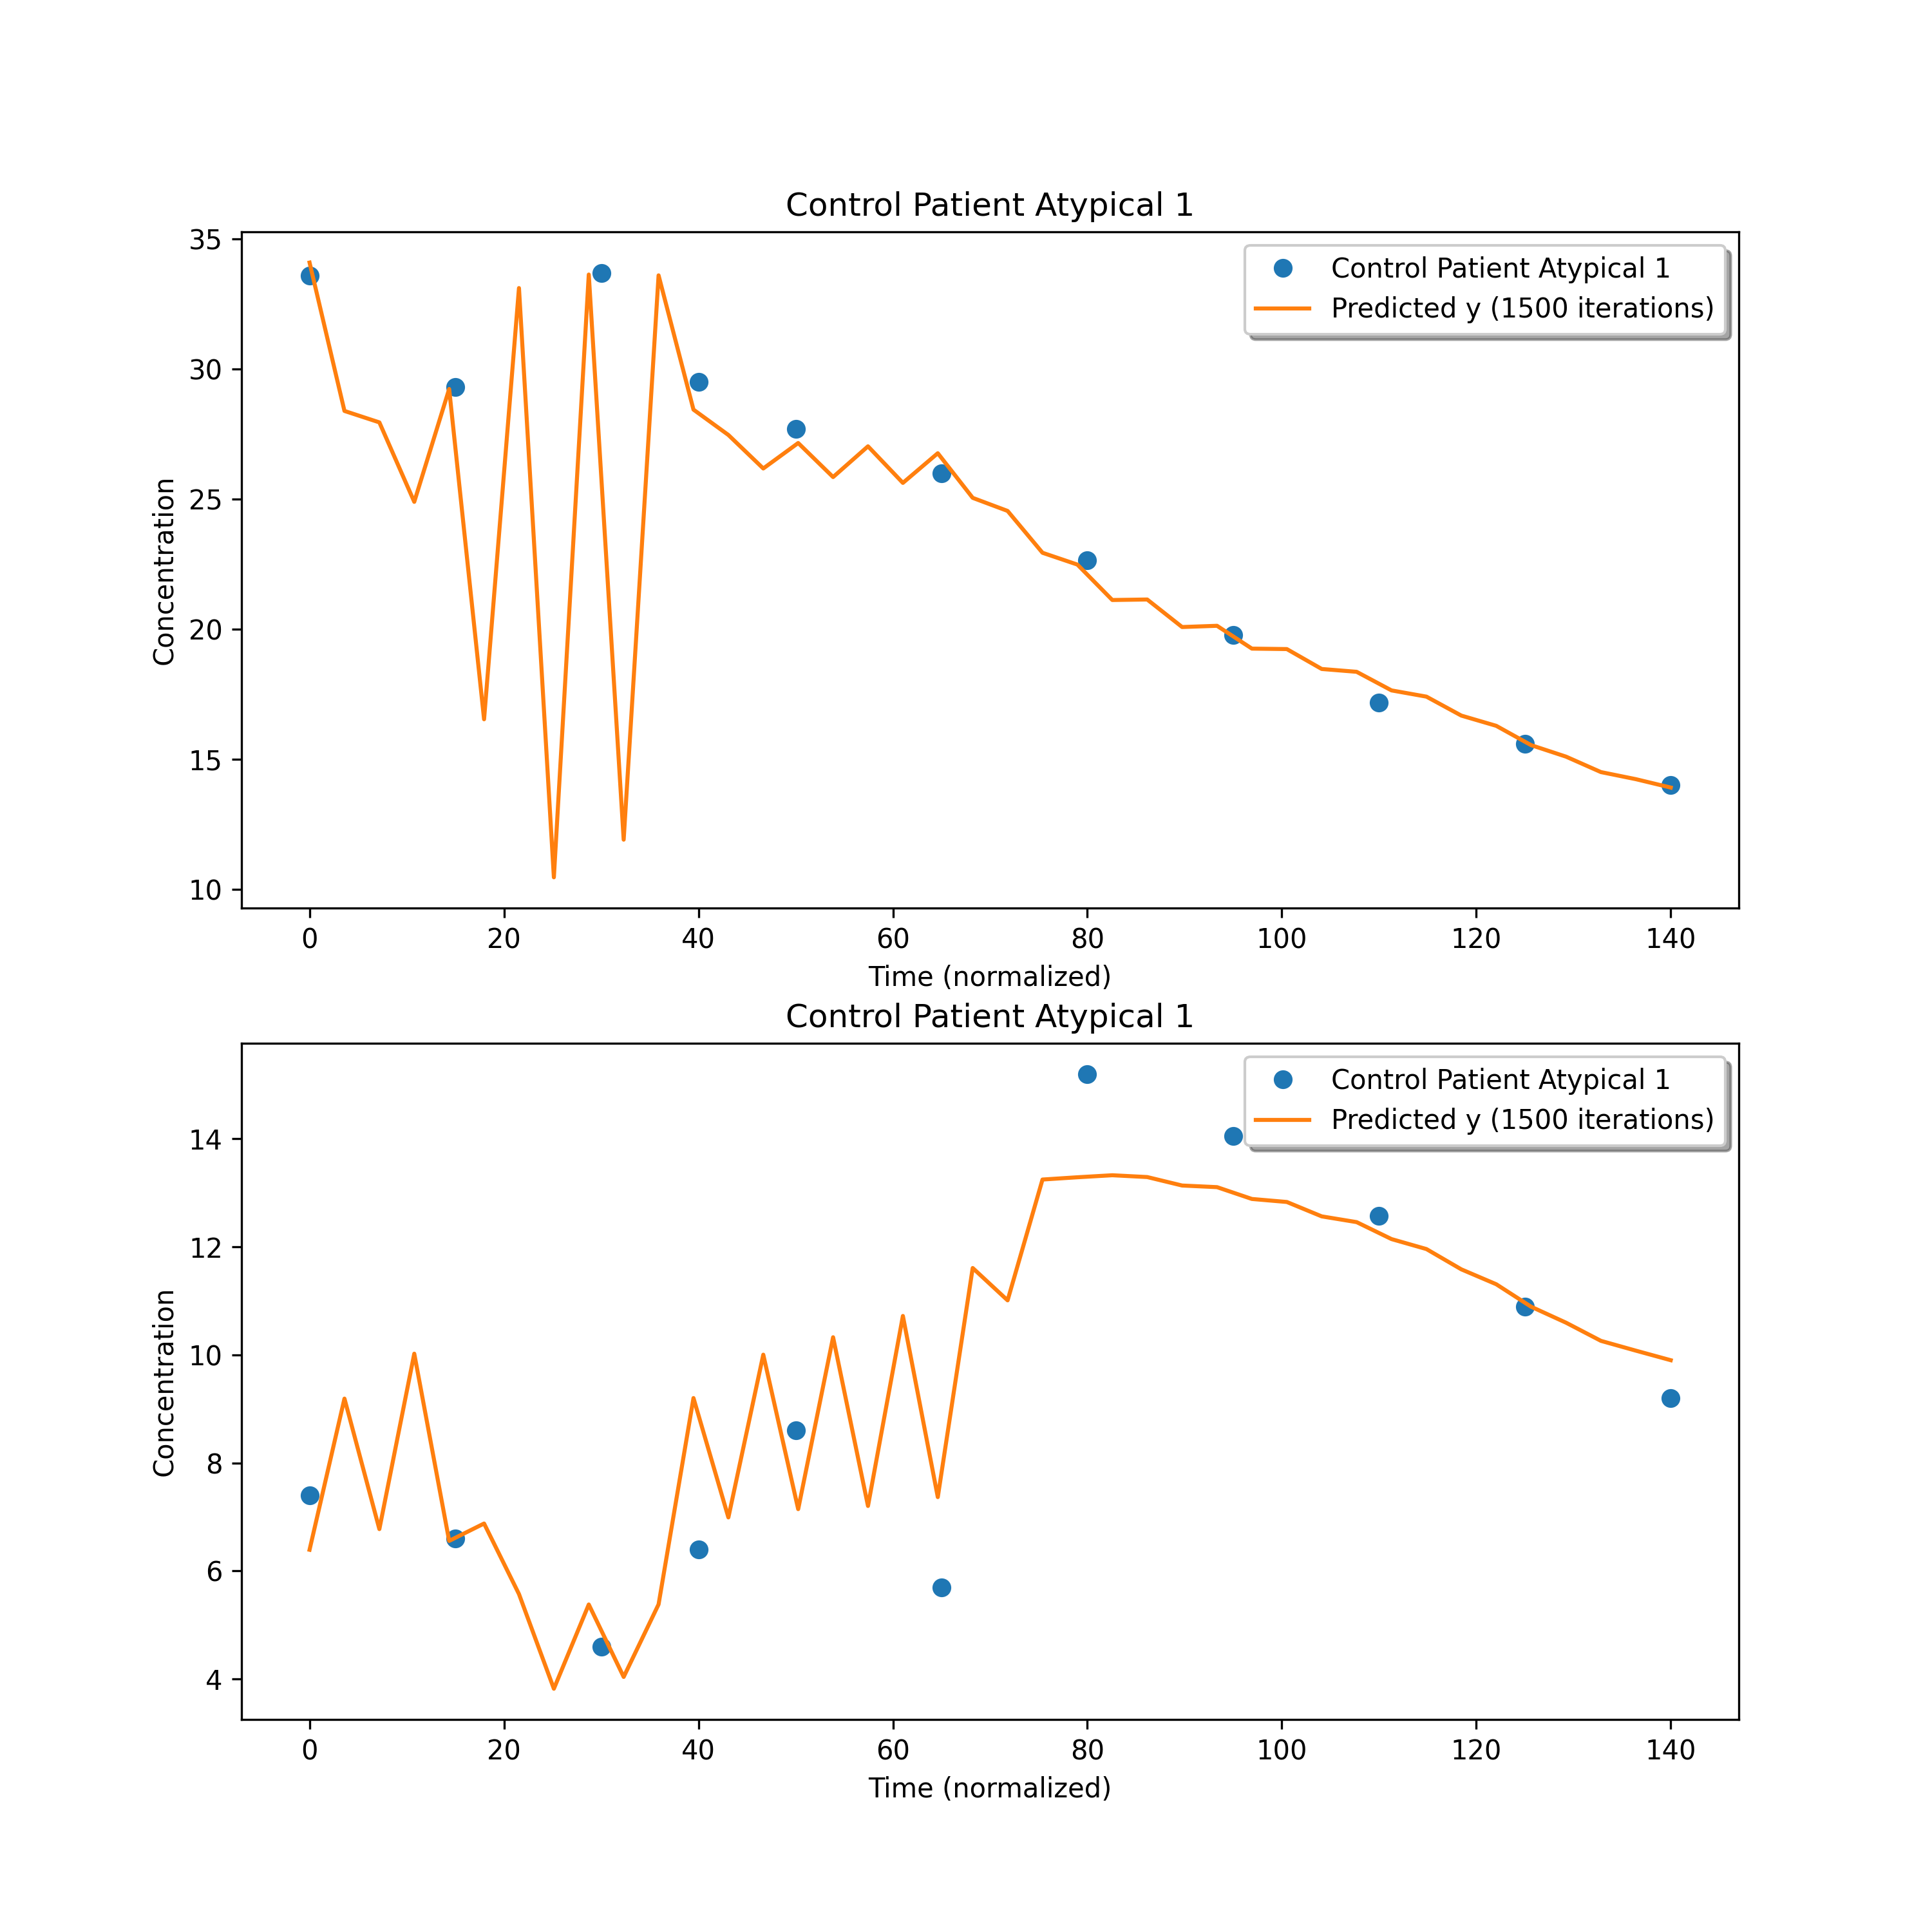 Control Patient Atypical 1
35
30
25
20
15
10
Concentration
Control Patient Atypical 1
Predicted y (1500 iterations)
0 20 40 60 80 100 120 140
Time (normalized)
Control Patient Atypical 1
14
12
10
8
6
4
Concentration
Control Patient Atypical 1
Predicted y (1500 iterations)
0 20 40 60 80 100 120 140
Time (normalized)